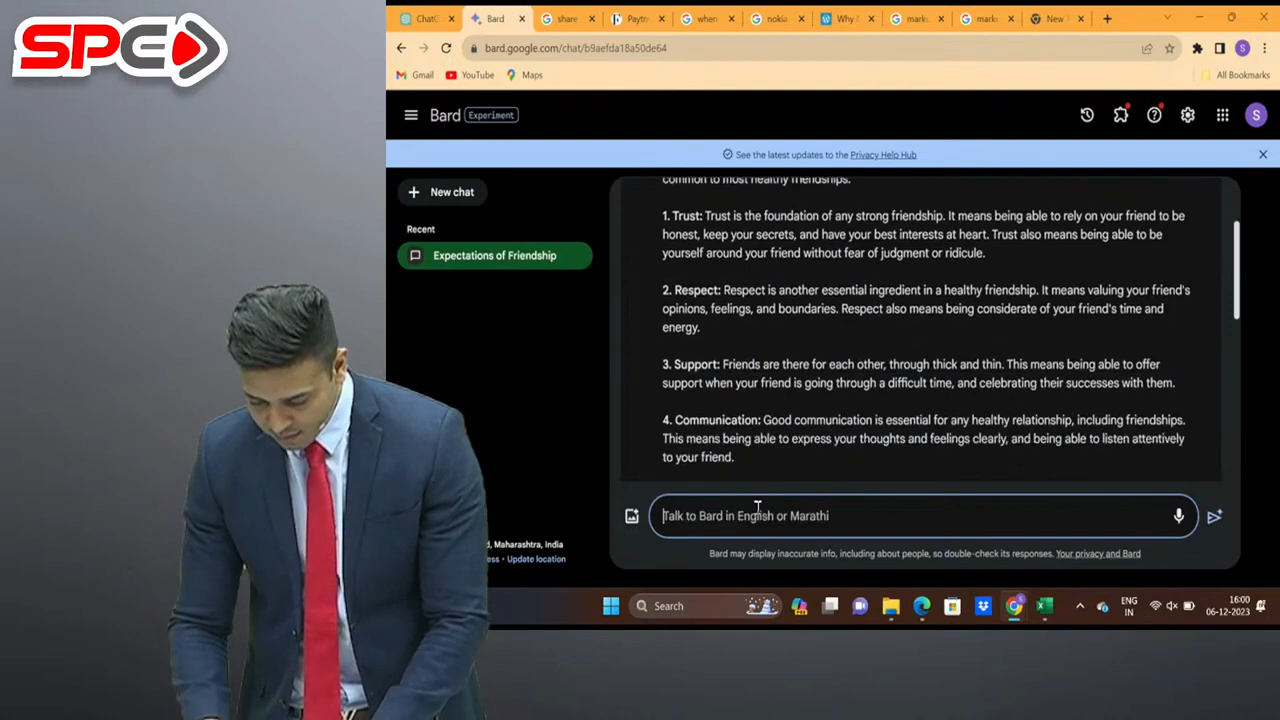 SPC
ChatG
Bard
share
Paytm
when
nokia
Why
mark
mark
New T
bard.google.com/chat/b9aefda18a50de64
Gmail
YouTube
Maps
All Bookmarks
Bard
Experiment
S
See the latest updates to the Privacy Help Hub
New chat
Recent
Expectations of Friendship
common to most healthy friendships.
1. Trust: Trust is the foundation of any strong friendship. It means being able to rely on your friend to be
honest, keep your secrets, and have your best interests at heart. Trust also means being able to be
yourself around your friend without fear of judgment or ridicule.
2. Respect: Respect is another essential ingredient in a healthy friendship. It means valuing your friend's
opinions, feelings, and boundaries. Respect also means being considerate of your friend's time and
energy.
3. Support: Friends are there for each other, through thick and thin. This means being able to offer
support when your friend is going through a difficult time, and celebrating their successes with them.
4. Communication: Good communication is essential for any healthy relationship, including friendships.
This means being able to express your thoughts and feelings clearly, and being able to listen attentively
to your friend.
Talk to Bard in English or Marathi
d, Maharashtra, India
ess • Update location
Bard may display inaccurate info, including about people, so double-check its responses. Your privacy and Bard
Search
ENG
IN
16:00
06-12-2023